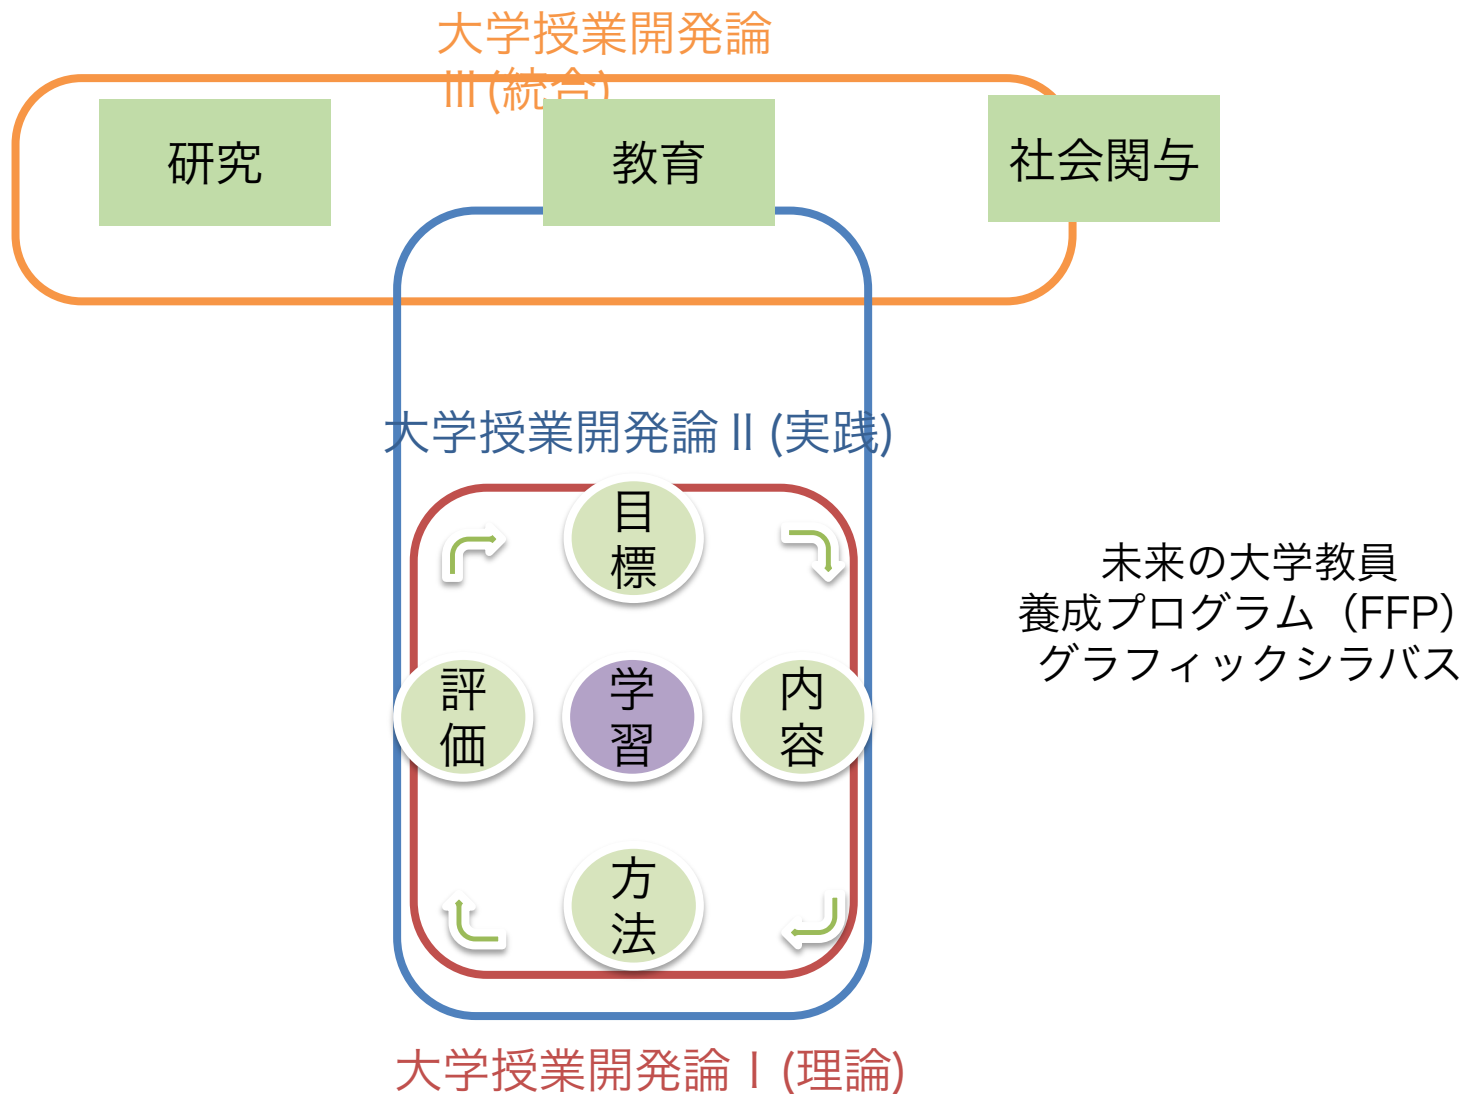 大学授業開発論
Ⅲ (統合)
研究
教育
社会関与
大学授業開発論Ⅱ (実践)
目
標
評
価
学
習
内
容
方
法
未来の大学教員
養成プログラム（FFP）
グラフィックシラバス
大学授業開発論Ⅰ (理論)